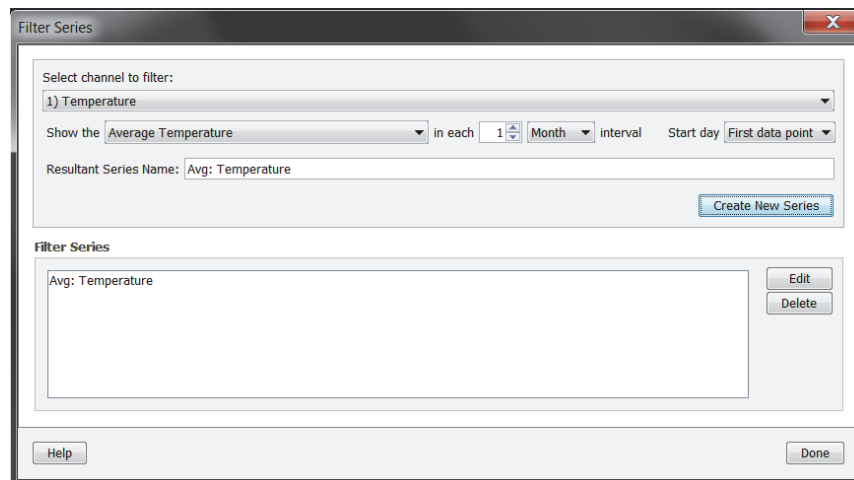 Filter Series
X
Select channel to filter:
1) Temperature
Show the Average Temperature in each 1 Month interval Start day First data point
Resultant Series Name: Avg: Temperature
Create New Series
Filter Series
Avg: Temperature
Edit
Delete
Help Done